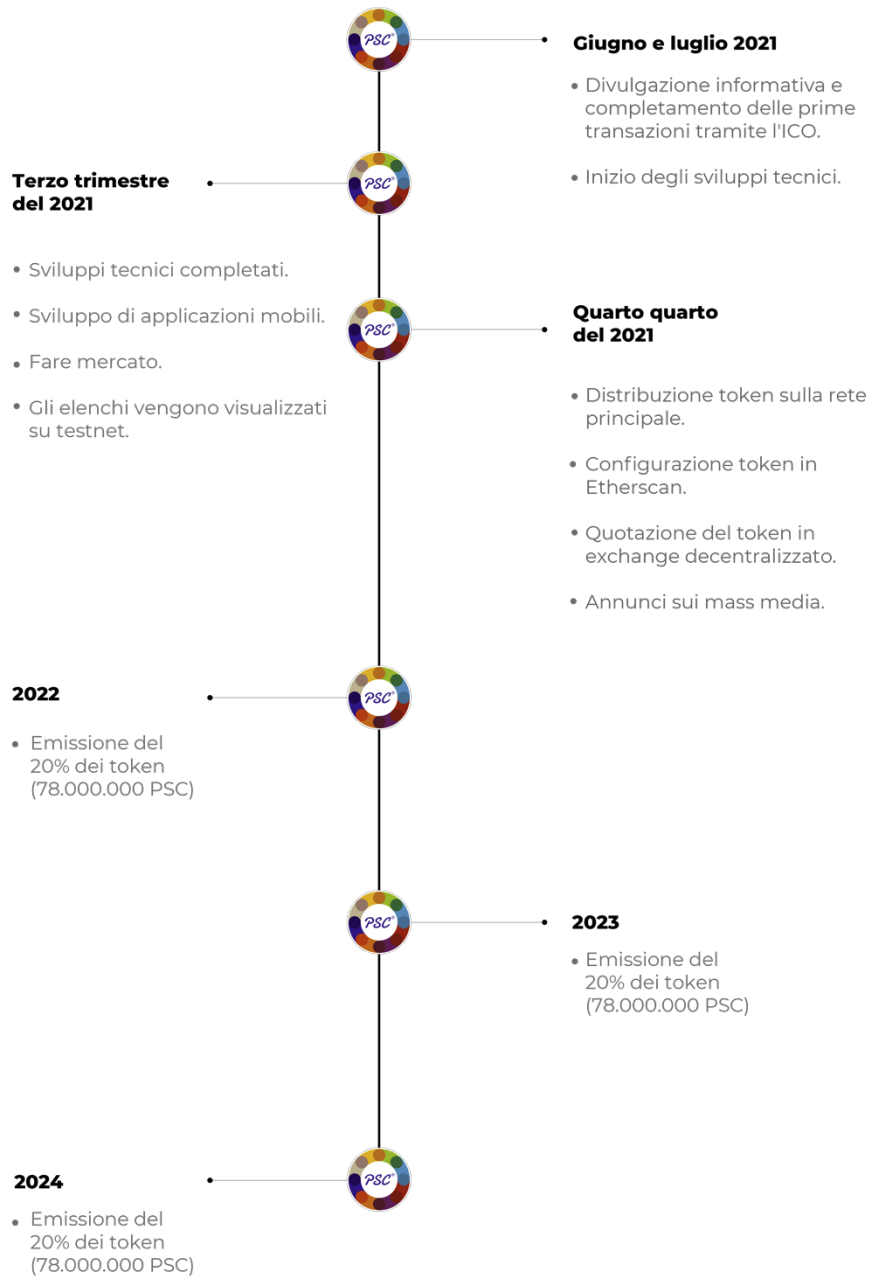 PSC®
Giugno e luglio 2021
• Divulgazione informativa e
completamento delle prime
transazioni tramite l'ICO.
• Inizio degli sviluppi tecnici.
PSC®
Terzo trimestre
del 2021
• Sviluppi tecnici completati.
• Sviluppo di applicazioni mobili.
• Fare mercato.
• Gli elenchi vengono visualizzati
su testnet.
PSC®
Quarto quarto
del 2021
• Distribuzione token sulla rete
principale.
• Configurazione token in
Etherscan.
• Quotazione del token in
exchange decentralizzato.
• Annunci sui mass media.
PSC®
2022
• Emissione del
20% dei token
(78.000.000 PSC)
PSC®
2023
• Emissione del
20% dei token
(78.000.000 PSC)
PSC®
2024
• Emissione del
20% dei token
(78.000.000 PSC)